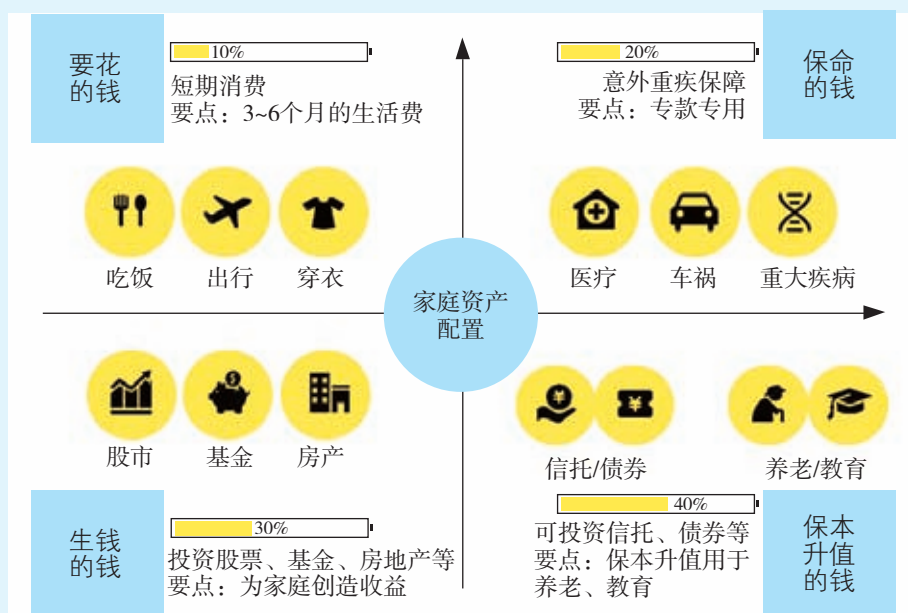 要花
的钱
10%
短期消费
要点：3~6个月的生活费
吃饭
出行
穿衣
20%
意外重疾保障
要点：专款专用
保命
的钱
医疗
车祸
重大疾病
家庭资产
配置
股市
基金
房产
生钱
的钱
30%
投资股票、基金、房地产等
要点：为家庭创造收益
信托/债券
养老/教育
40%
可投资信托、债券等
要点：保本升值用于
养老、教育
保本
升值
的钱